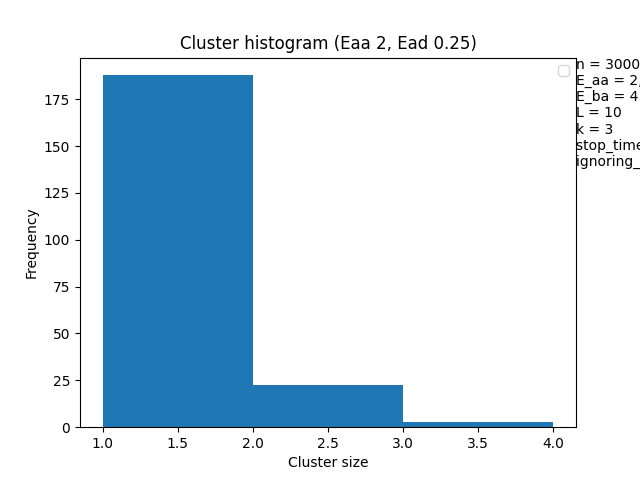 Cluster histogram (Eaa 2, Ead 0.25)
n = 3000
E_aa = 2,
E_ba = 4
L = 10
k = 3
stop_time
ignoring_
175
150
125
100
75
50
25
0
Frequency
1.0 1.5 2.0 2.5 3.0 3.5 4.0
Cluster size